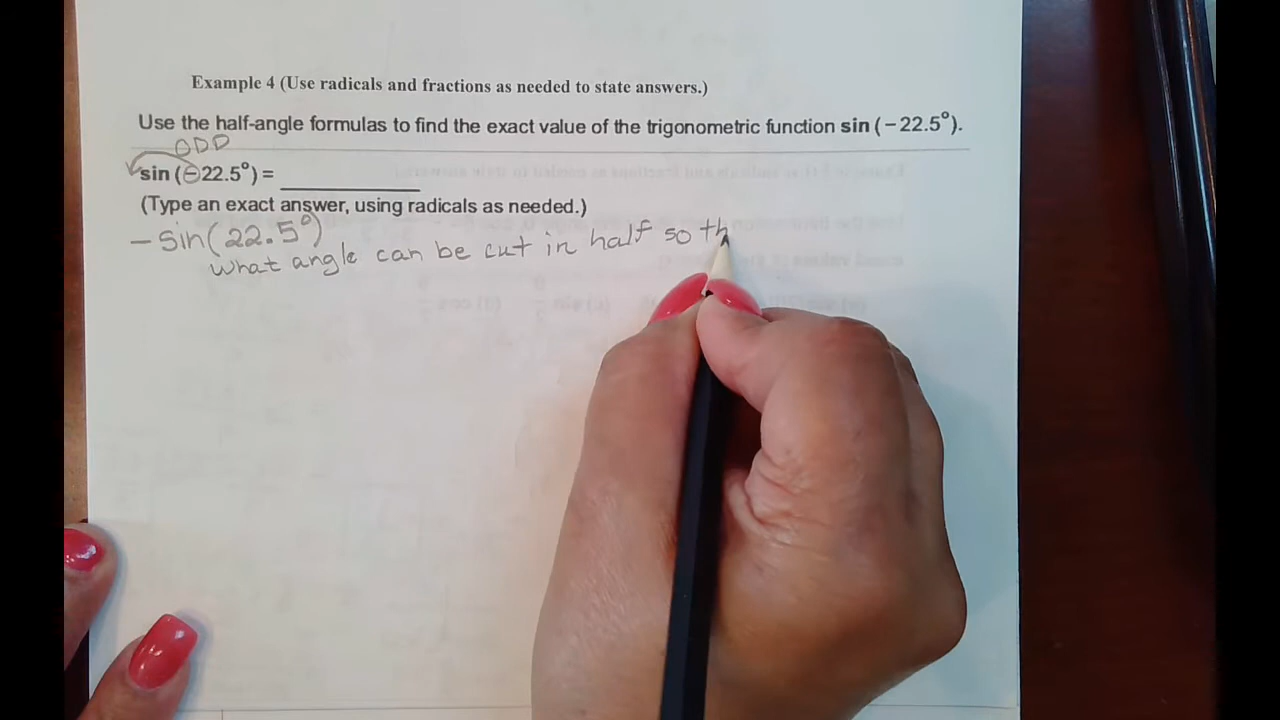 Example 4 (Use radicals and fractions as needed to state answers.)
Use the half-angle formulas to find the exact value of the trigonometric function sin (−22.5°).
ODD
sin (−22.5°) = ____________
(Type an exact answer, using radicals as needed.)
−sin(22.5°)
what angle can be cut in half so th